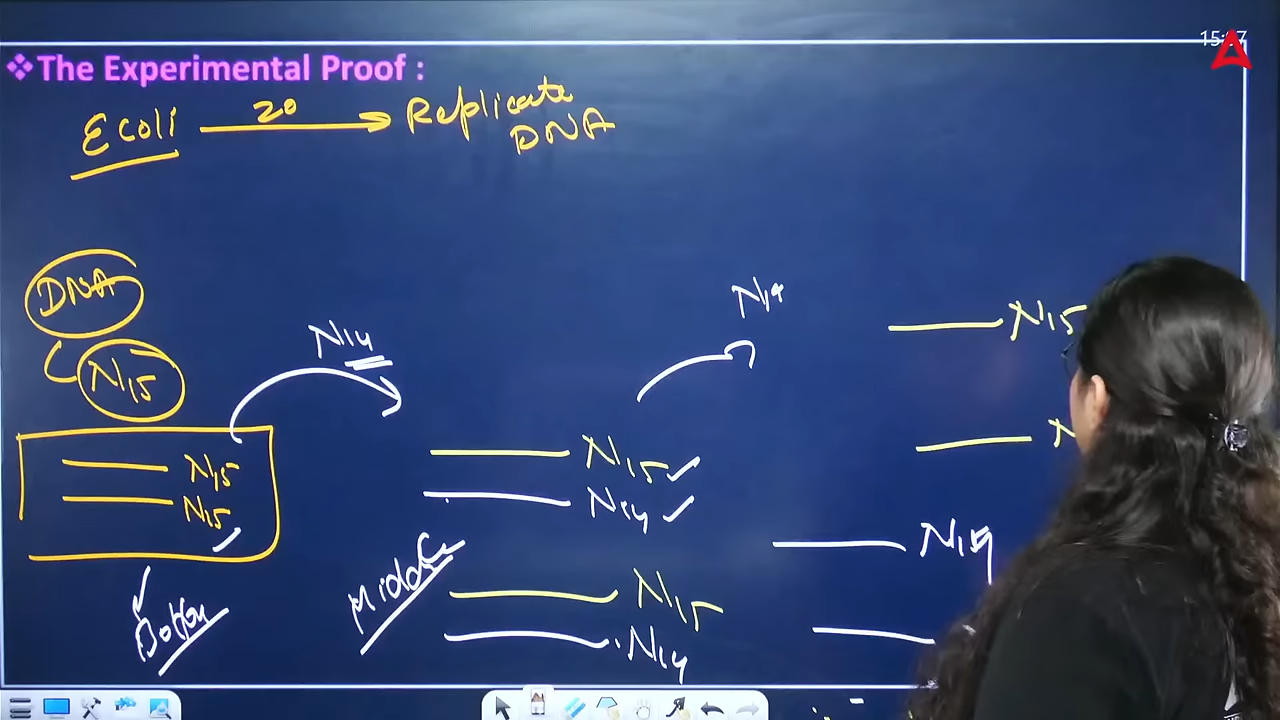 ❖The Experimental Proof :
Ecoli 20 Replicate
DNA
DNA
N15
N15
N15
Bottom
N14
N15
N14
Middle
N15
N14
N14
N15